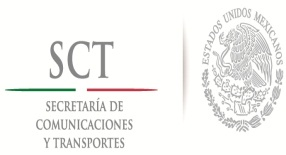 SCT
SECRETARÍA DE
COMUNICACIONES
Y TRANSPORTES
ESTADOS UNIDOS MEXICANOS